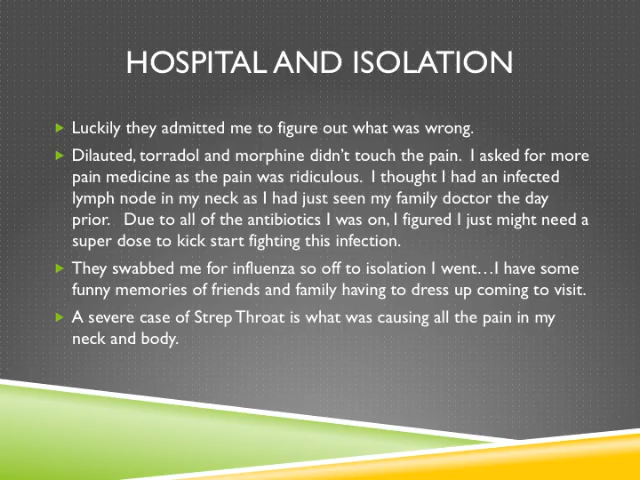 HOSPITAL AND ISOLATION
Luckily they admitted me to figure out what was wrong.
Dilauted, torradol and morphine didn't touch the pain.  I asked for more
pain medicine as the pain was ridiculous.  I thought I had an infected
lymph node in my neck as I had just seen my family doctor the day
prior.   Due to all of the antibiotics I was on, I figured I just might need a
super dose to kick start fighting this infection.
They swabbed me for influenza so off to isolation I went…I have some
funny memories of friends and family having to dress up coming to visit.
A severe case of Strep Throat is what was causing all the pain in my
neck and body.